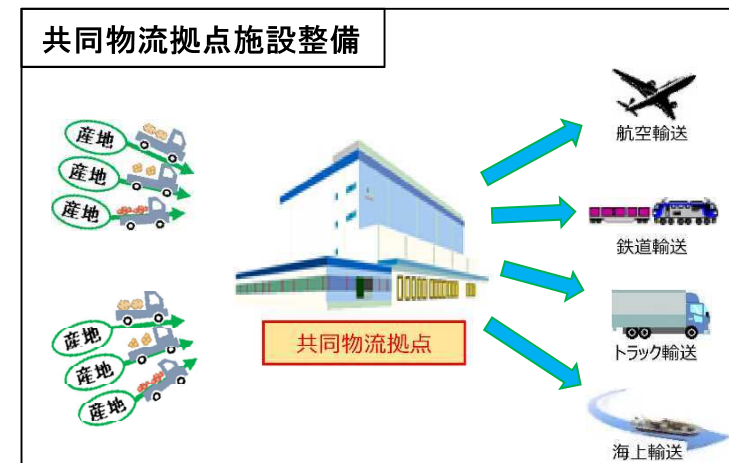 共同物流拠点施設整備
産地
産地
産地
産地
産地
産地
共同物流拠点
航空輸送
鉄道輸送
トラック輸送
海上輸送